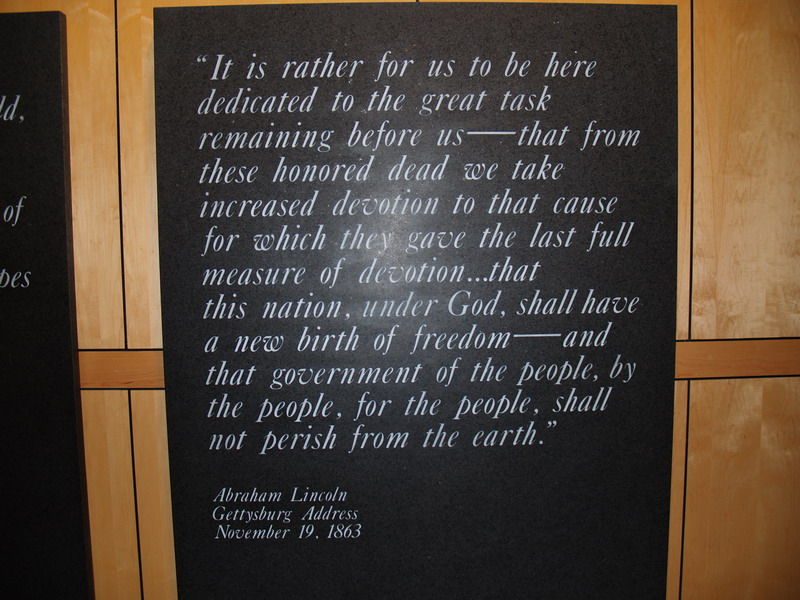 ld,
of
pes
“It is rather for us to be here
dedicated to the great task
remaining before us—that from
these honored dead we take
increased devotion to that cause
for which they gave the last full
measure of devotion...that
this nation, under God, shall have
a new birth of freedom—and
that government of the people, by
the people, for the people, shall
not perish from the earth.”
Abraham Lincoln
Gettysburg Address
November 19, 1863